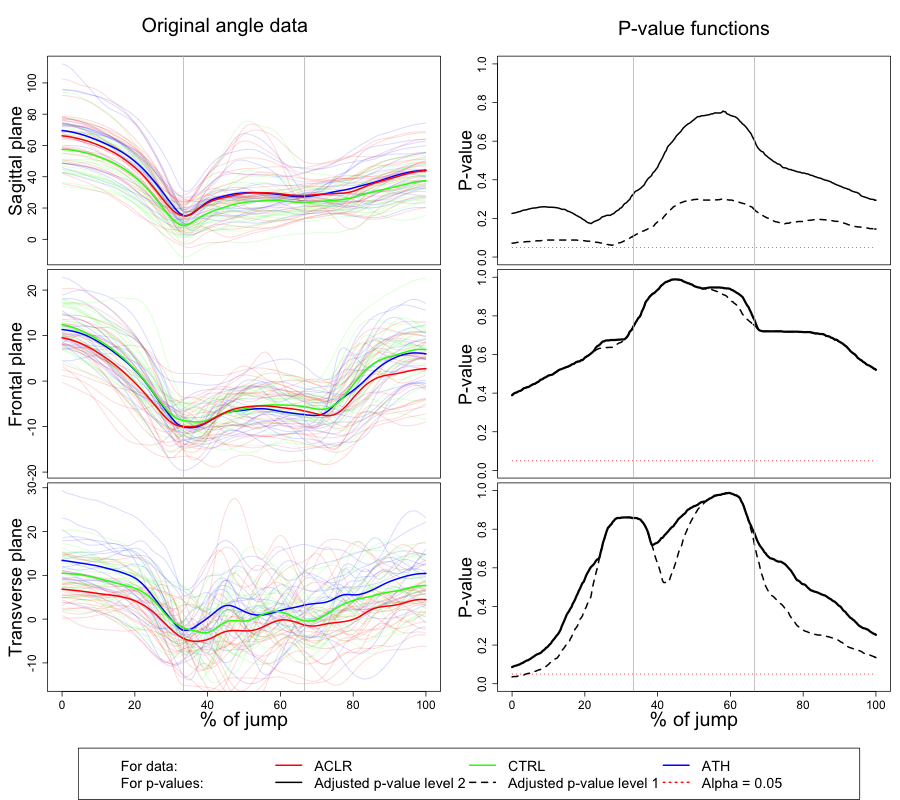 Original angle data
P-value functions
Sagittal plane
0 20 40 60 80 100
P-value
0.0 0.2 0.4 0.6 0.8 1.0
Frontal plane
-20 -10 0 10 20
P-value
0.0 0.2 0.4 0.6 0.8 1.0
Transverse plane
-10 0 10 20 30
P-value
0.0 0.2 0.4 0.6 0.8 1.0
0 20 40 60 80 100
0 20 40 60 80 100
% of jump
% of jump
For data: ACLR CTRL ATH
For p-values: Adjusted p-value level 2 Adjusted p-value level 1 Alpha = 0.05